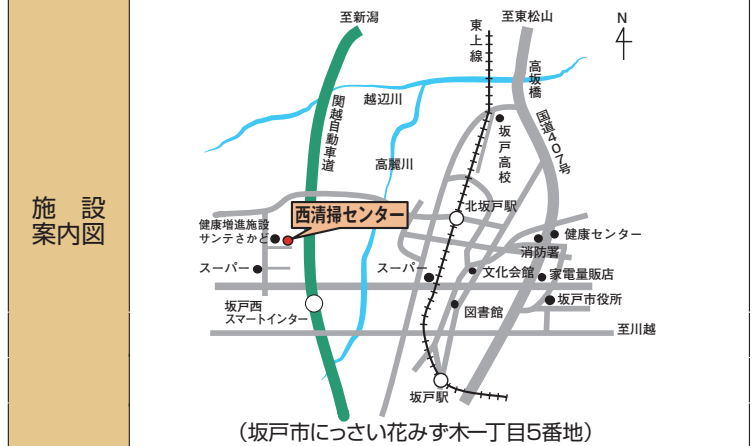 施設
案内図
至新潟
至東松山
N
東上線
高坂橋
関越自動車道
越辺川
国道407号
坂戸高校
高麗川
西清掃センター
北坂戸駅
健康増進施設
サンテさかど
健康センター
消防署
スーパー
スーパー
文化会館
家電量販店
坂戸西
スマートインター
図書館
坂戸市役所
至川越
坂戸駅
（坂戸市にっさい花みず木一丁目5番地）